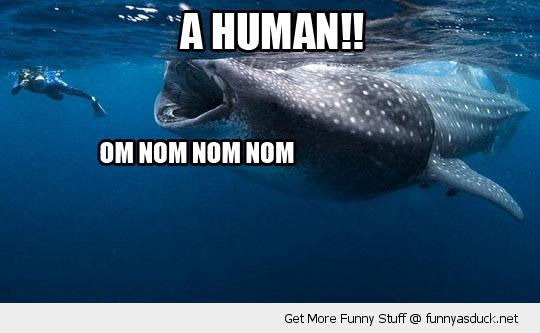 A HUMAN!!
OM NOM NOM NOM
Get More Funny Stuff @ funnyasduck.net